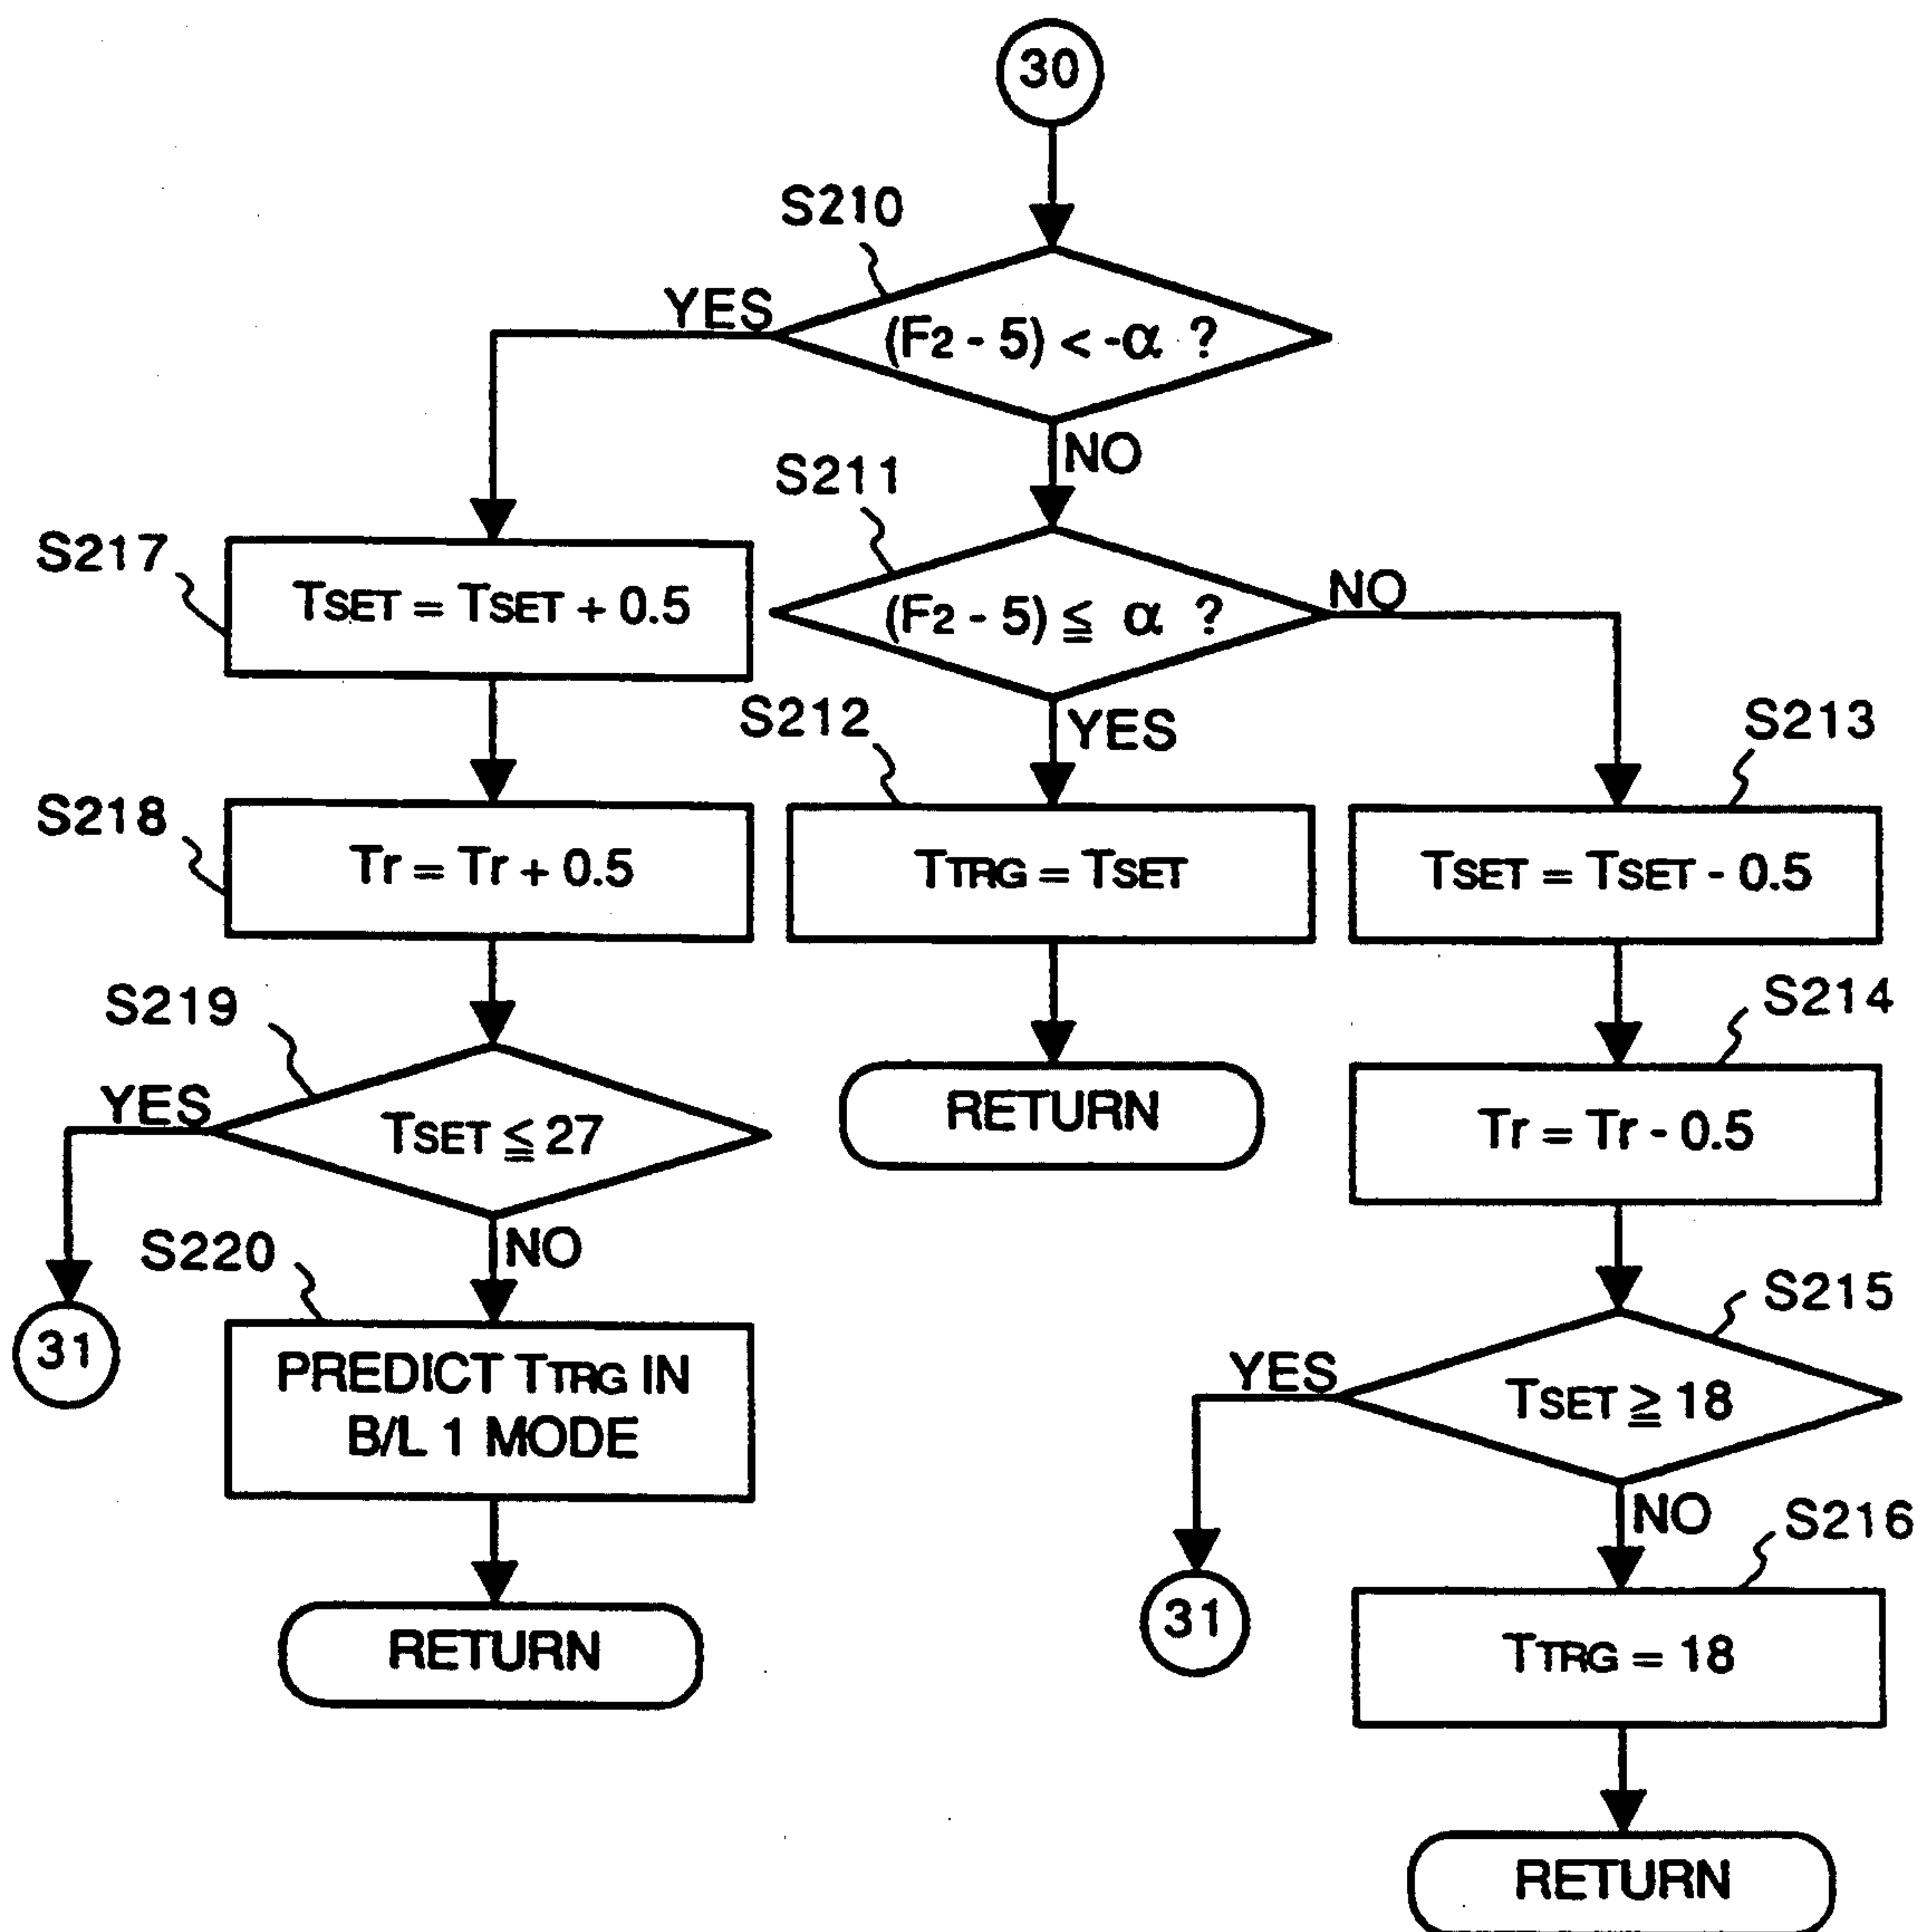 30
S210
YES
(F2 - 5) < -α ?
NO
S211
S217
TSET = TSET + 0.5
(F2 - 5) ≦ α ?
NO
S212
YES
S213
S218
Tr = Tr + 0.5
TTRG = TSET
TSET = TSET - 0.5
S219
S214
YES
TSET ≦ 27
RETURN
Tr = Tr - 0.5
S220
NO
S215
31
PREDICT TTRG IN
B/L 1 MODE
YES
TSET ≧ 18
NO
S216
31
RETURN
TTRG = 18
RETURN